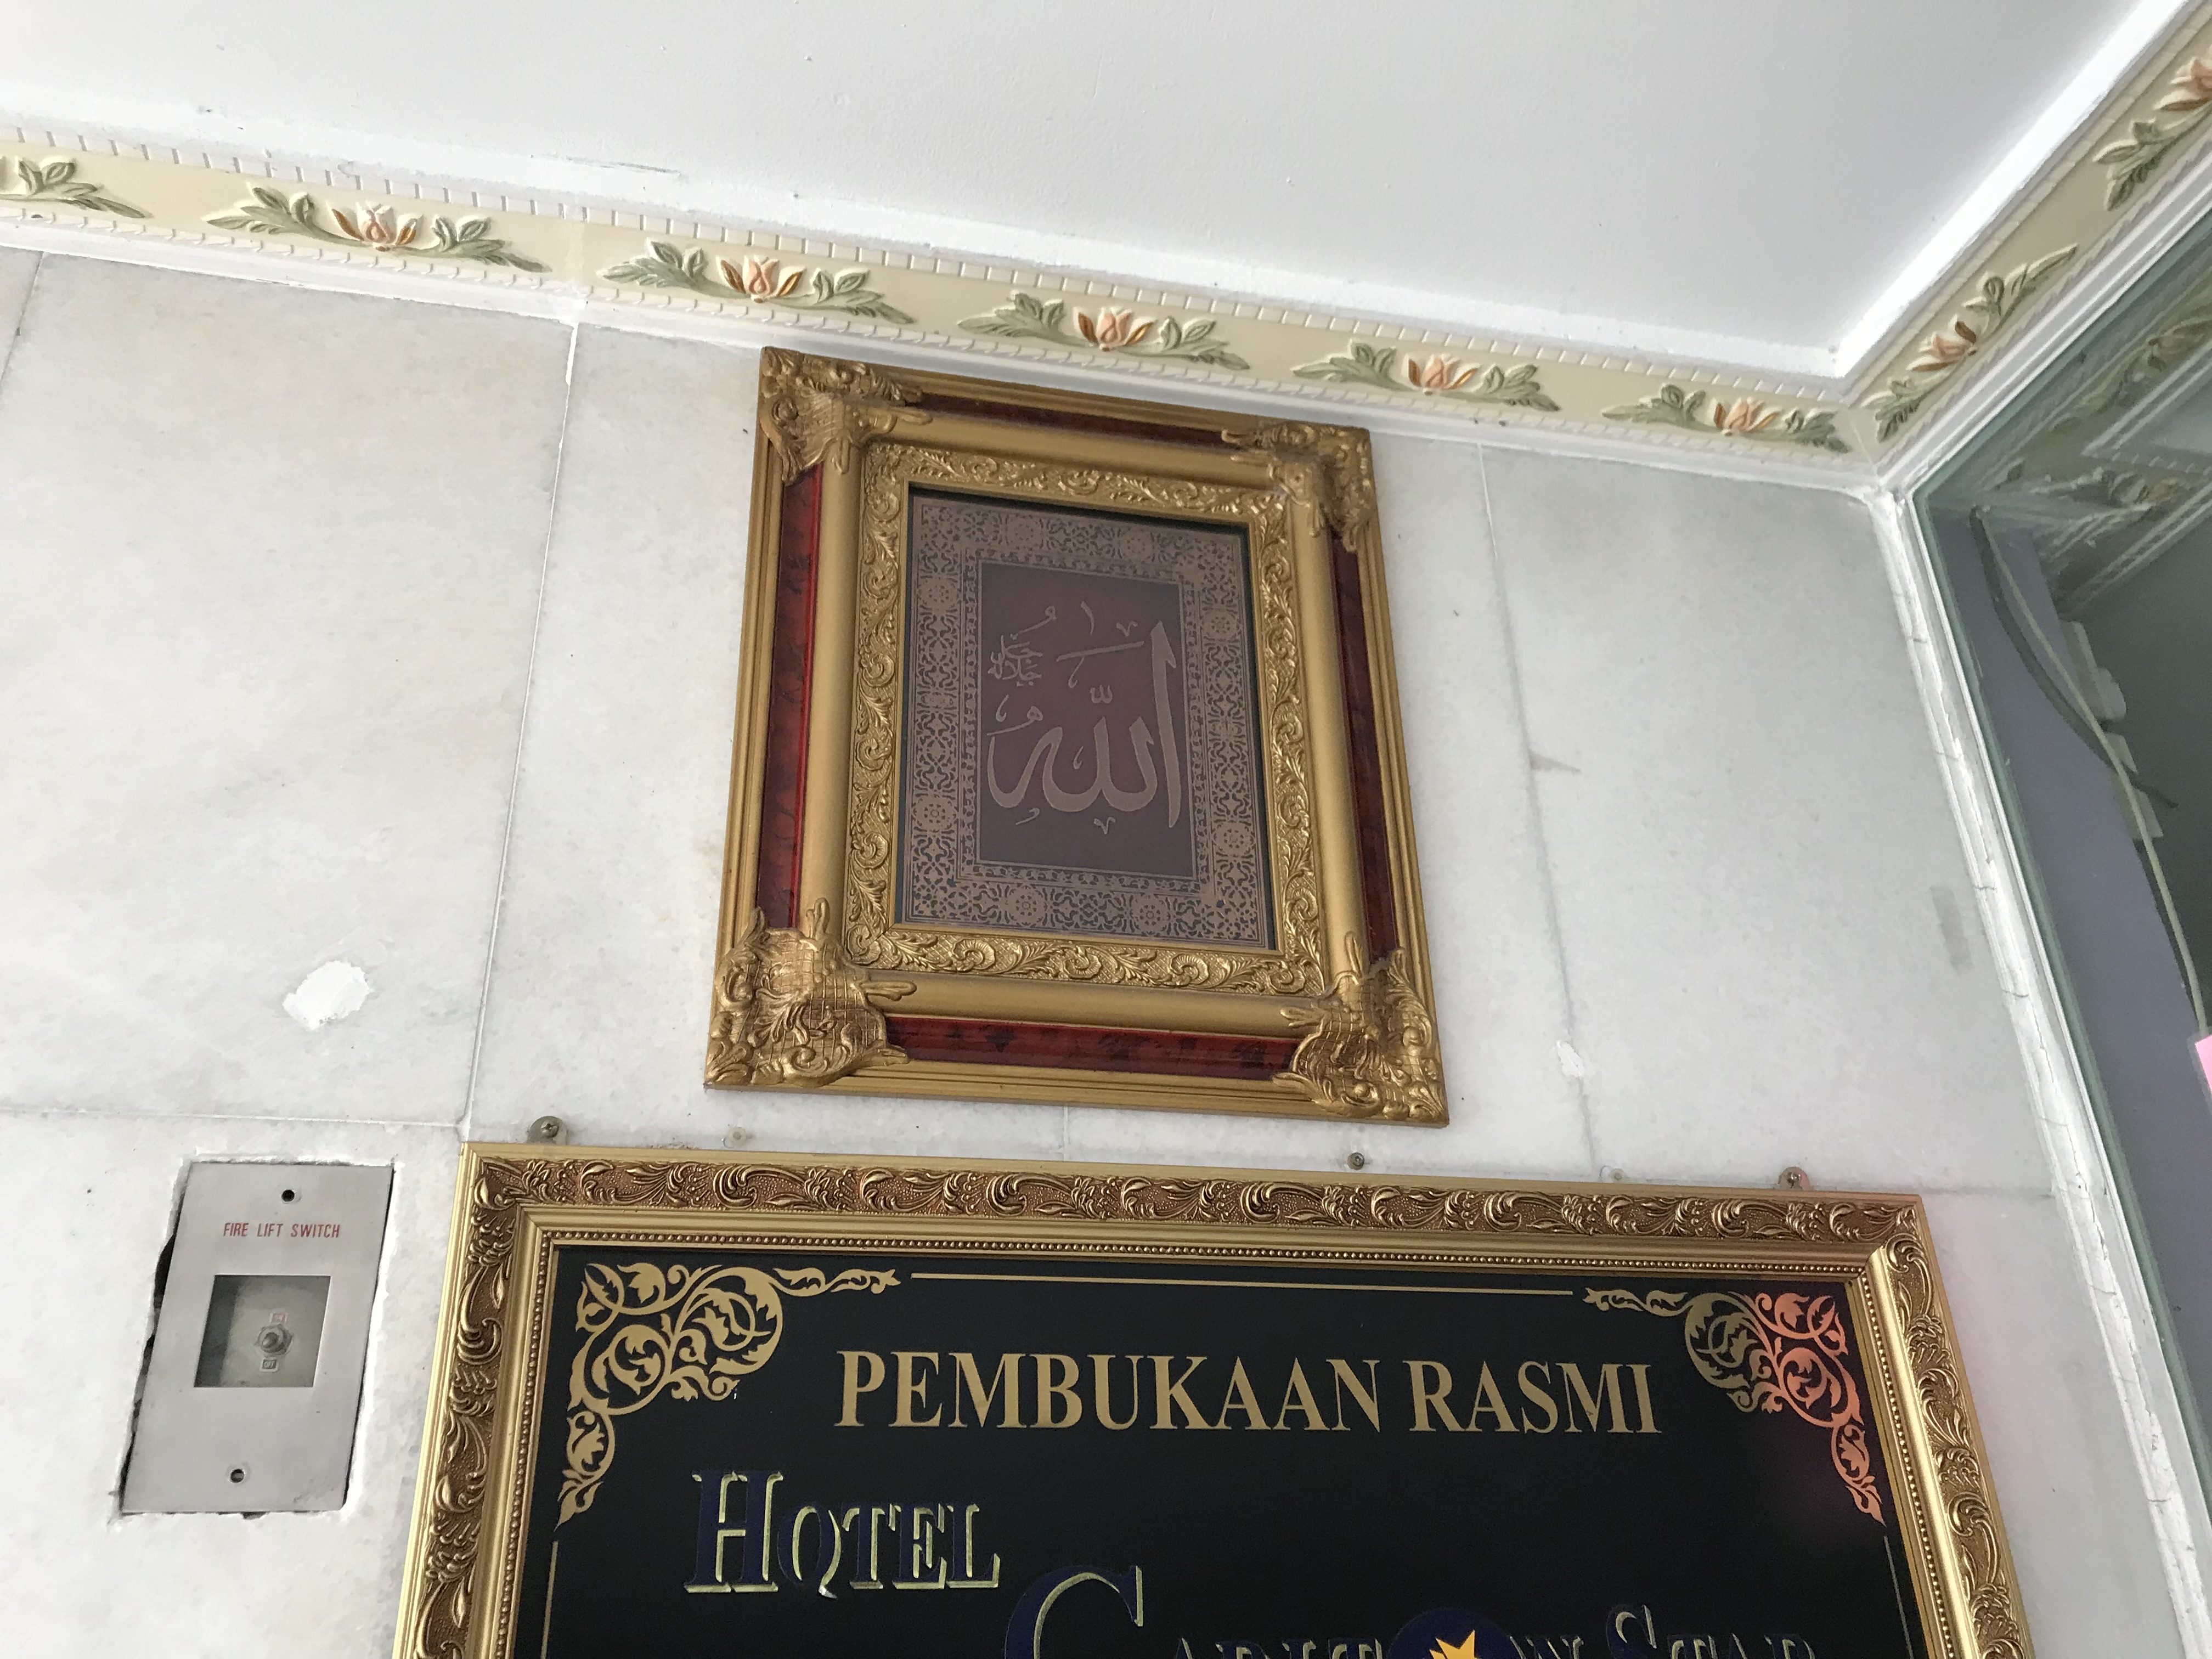 الله
جل جلاله
FIRE LIFT SWITCH
PEMBUKAAN RASMI
HOTEL